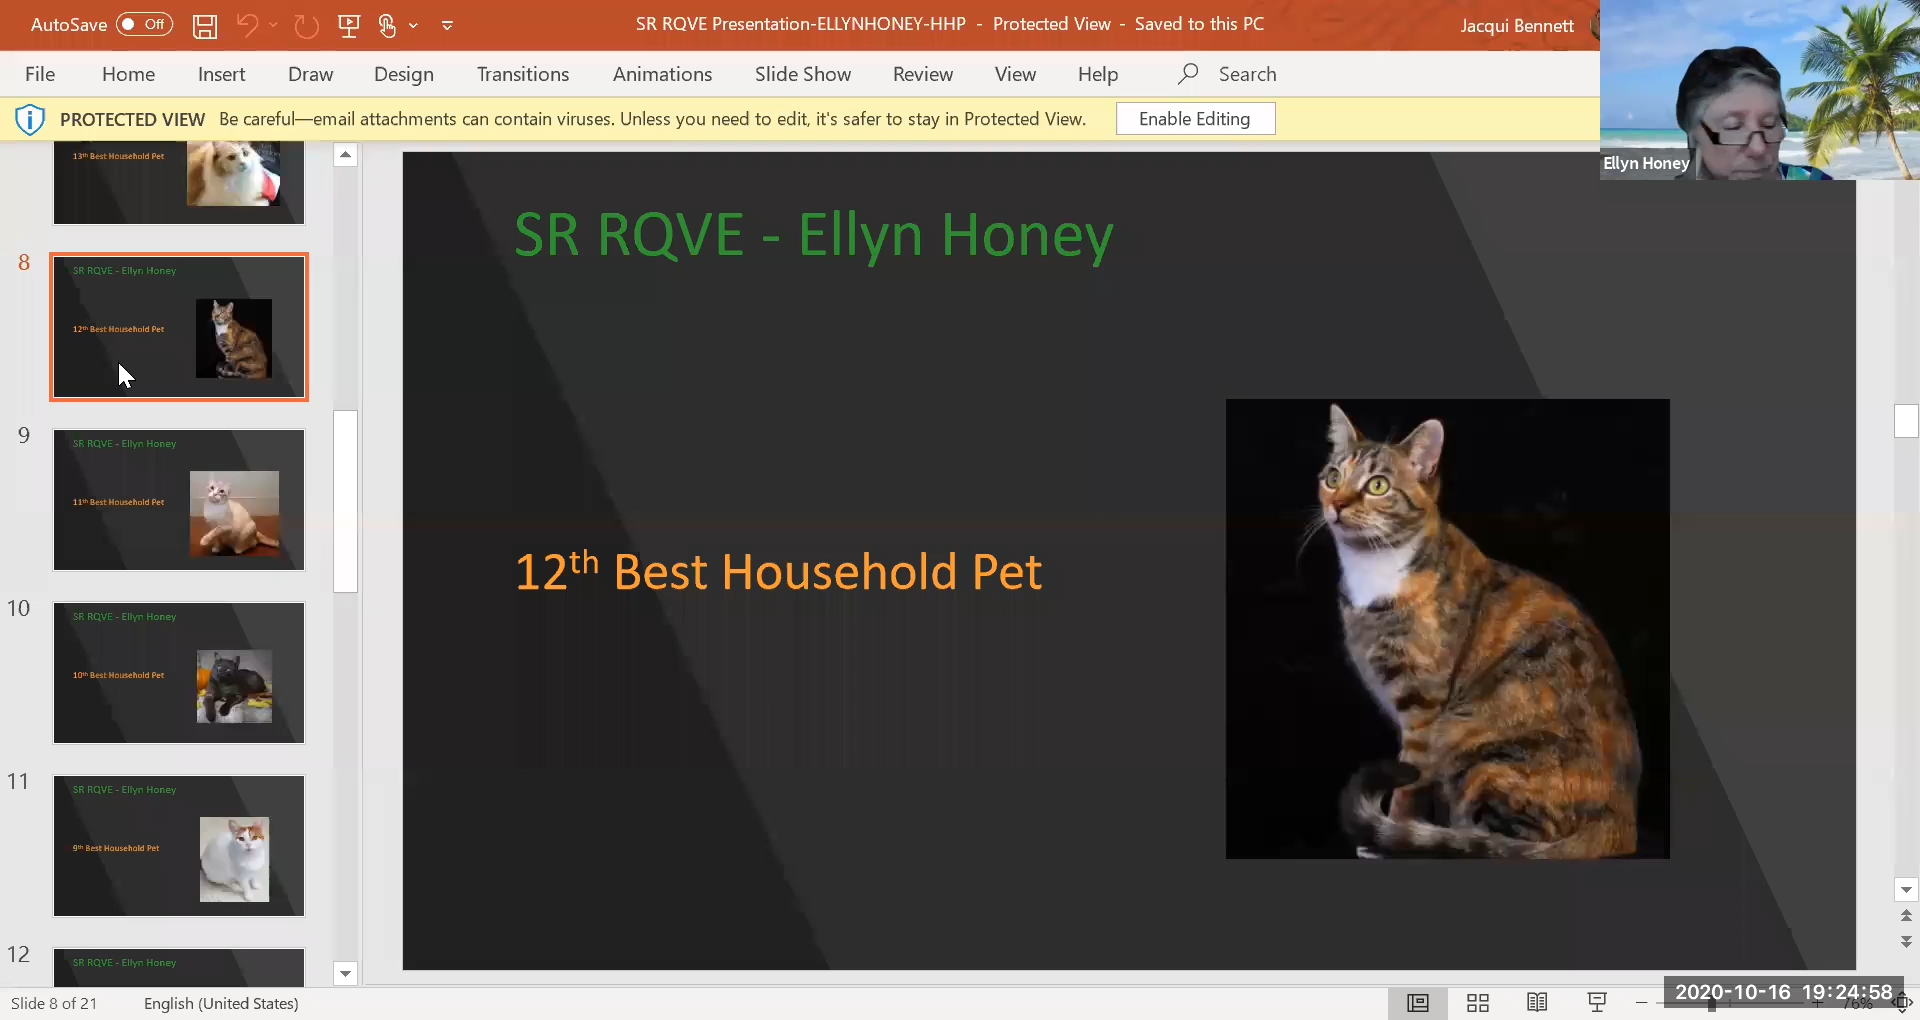 AutoSave Off
SR RQVE Presentation-ELLYNHONEY-HHP - Protected View - Saved to this PC
Jacqui Bennett
File Home Insert Draw Design Transitions Animations Slide Show Review View Help Search
PROTECTED VIEW Be careful—email attachments can contain viruses. Unless you need to edit, it's safer to stay in Protected View. Enable Editing
Ellyn Honey
13th Best Household Pet
8
SR RQVE - Ellyn Honey
12th Best Household Pet
9
SR RQVE - Ellyn Honey
11th Best Household Pet
10
SR RQVE - Ellyn Honey
10th Best Household Pet
11
SR RQVE - Ellyn Honey
9th Best Household Pet
12
SR RQVE - Ellyn Honey
SR RQVE - Ellyn Honey
12th Best Household Pet
Slide 8 of 21 English (United States)
2020-10-16 19:24:58
76%